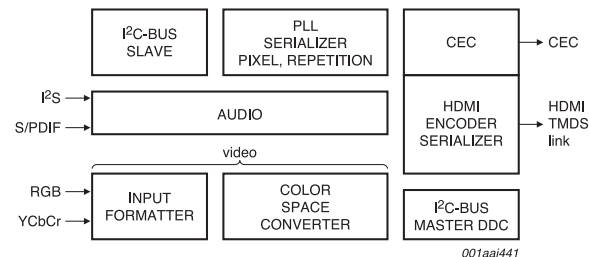 I²C-BUS
SLAVE
PLL
SERIALIZER
PIXEL, REPETITION
CEC
CEC
I²S
S/PDIF
AUDIO
HDMI
ENCODER
SERIALIZER
HDMI
TMDS
link
video
RGB
YCbCr
INPUT
FORMATTER
COLOR
SPACE
CONVERTER
I²C-BUS
MASTER DDC
001aai441